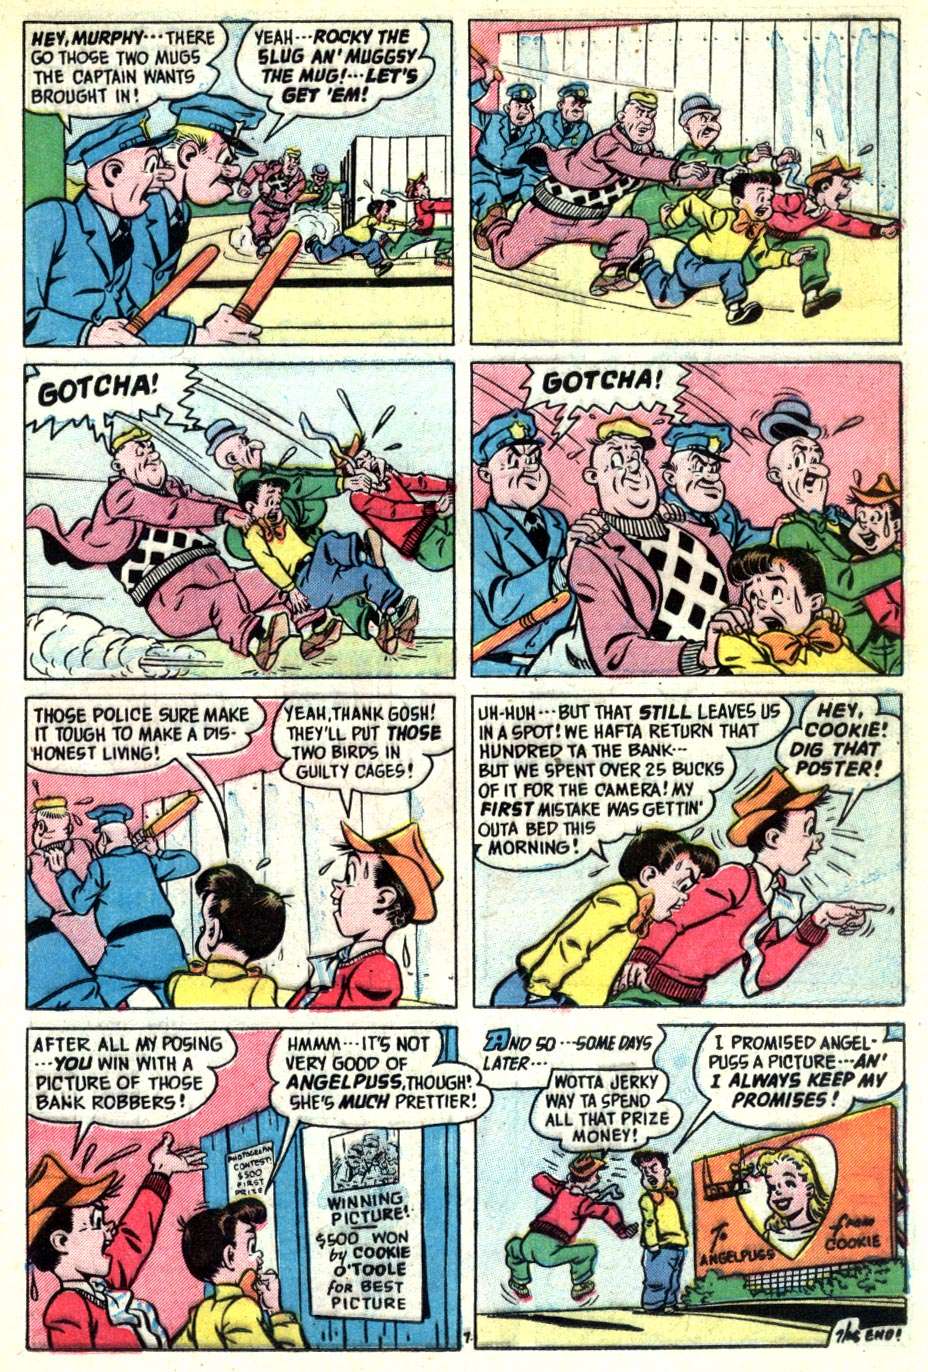 HEY, MURPHY---THERE
GO THOSE TWO MUGS
THE CAPTAIN WANTS
BROUGHT IN!
YEAH---ROCKY THE
SLUG AN' MUGGSY
THE MUG!---LET'S
GET 'EM!
GOTCHA!
GOTCHA!
THOSE POLICE SURE MAKE
IT TOUGH TO MAKE A DIS-
HONEST LIVING!
YEAH, THANK GOSH!
THEY'LL PUT THOSE
TWO BIRDS IN
GUILTY CAGES!
UH-HUH---BUT THAT STILL LEAVES US
IN A SPOT! WE HAFTA RETURN THAT
HUNDRED TA THE BANK---
BUT WE SPENT OVER 25 BUCKS
OF IT FOR THE CAMERA! MY
FIRST MISTAKE WAS GETTIN'
OUTA BED THIS
MORNING!
HEY,
COOKIE!
DIG THAT
POSTER!
AFTER ALL MY POSING
---YOU WIN WITH A
PICTURE OF THOSE
BANK ROBBERS!
HMMM---IT'S NOT
VERY GOOD OF
ANGELPUSS, THOUGH!
SHE'S MUCH PRETTIER!
PHOTOGRAPH
CONTEST!
$500
FIRST
PRIZE!
WINNING
PICTURE!
$500 WON
by COOKIE
O'TOOLE
for BEST
PICTURE
7.
AND SO---SOME DAYS
LATER---
WOTTA JERKY
WAY TA SPEND
ALL THAT PRIZE
MONEY!
I PROMISED ANGEL-
PUSS A PICTURE---AN'
I ALWAYS KEEP MY
PROMISES!
To
ANGELPUSS
from
COOKIE
The END!